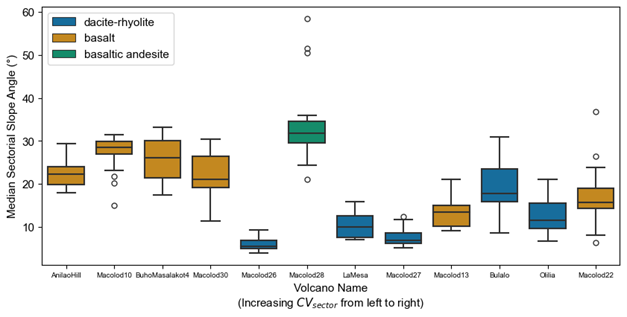 60
50
40
30
20
10
Median Sectorial Slope Angle (°)
dacite-rhyolite
basalt
basaltic andesite
AnilaoHill Macolod10 BuhoMasalakot4 Macolod30 Macolod26 Macolod28 LaMesa Macolod27 Macolod13 Bulalo Olilia Macolod22
Volcano Name
(Increasing CVsector from left to right)